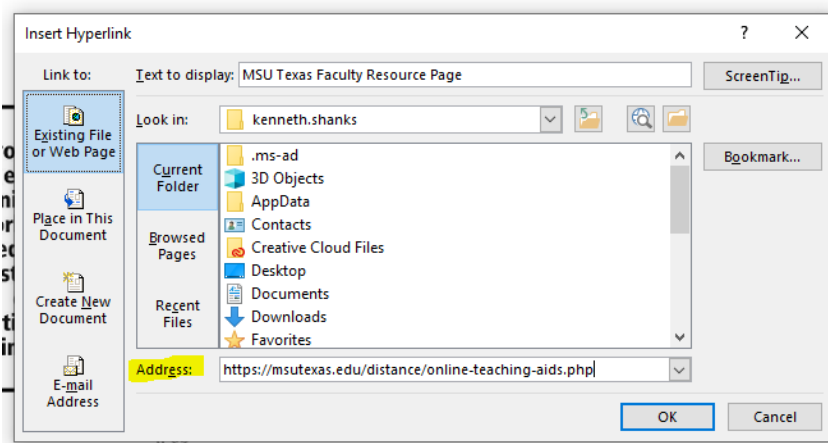 Insert Hyperlink
?
Link to:
Text to display: MSU Texas Faculty Resource Page
ScreenTip...
Existing File
or Web Page
Look in: kenneth.shanks
Bookmark...
Current
Folder
Browsed
Pages
Recent
Files
.ms-ad
3D Objects
AppData
Contacts
Creative Cloud Files
Desktop
Documents
Downloads
Favorites
Place in This
Document
Create New
Document
E-mail
Address
Address: https://msutexas.edu/distance/online-teaching-aids.php
OK
Cancel